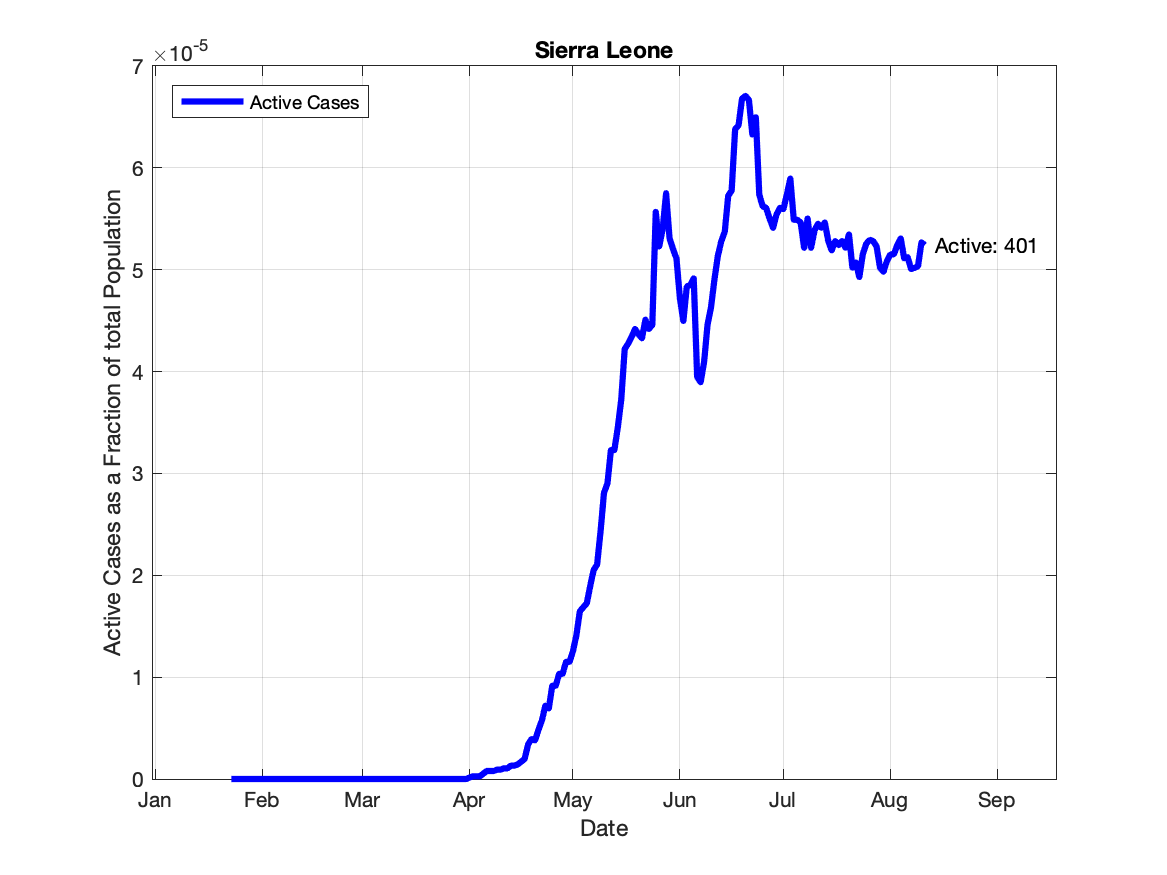 Sierra Leone
×10⁻⁵
7
6
5
4
3
2
1
0
Active Cases
Active: 401
Active Cases as a Fraction of total Population
Jan Feb Mar Apr May Jun Jul Aug Sep
Date